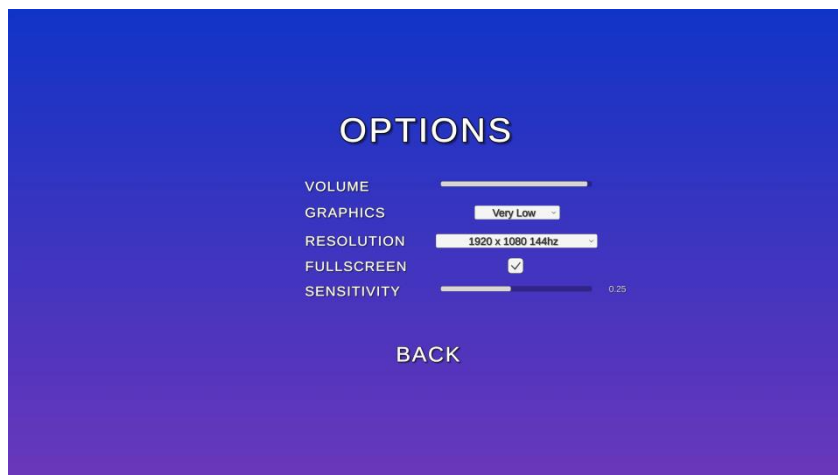 OPTIONS
VOLUME
GRAPHICS Very Low
RESOLUTION 1920 x 1080 144hz
FULLSCREEN
SENSITIVITY 0.25
BACK